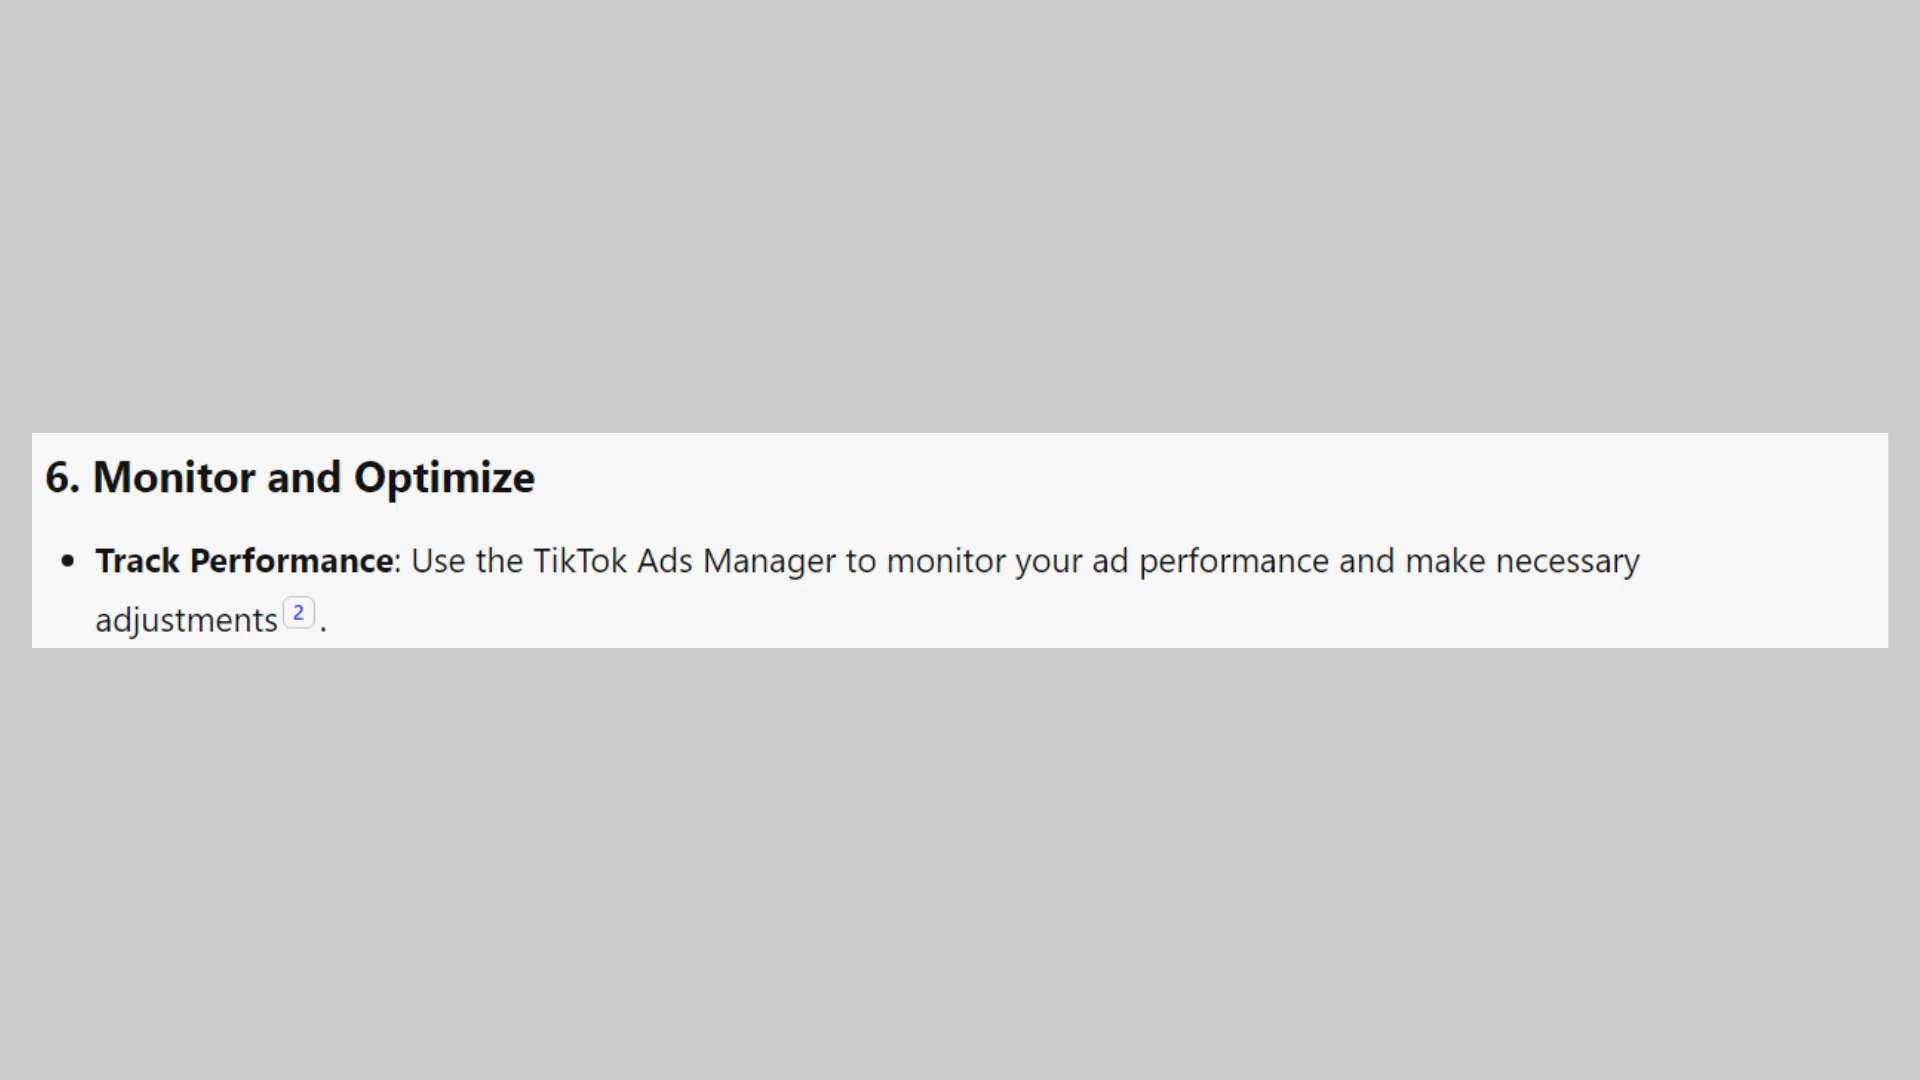 6. Monitor and Optimize
• Track Performance: Use the TikTok Ads Manager to monitor your ad performance and make necessary
adjustments 2 .